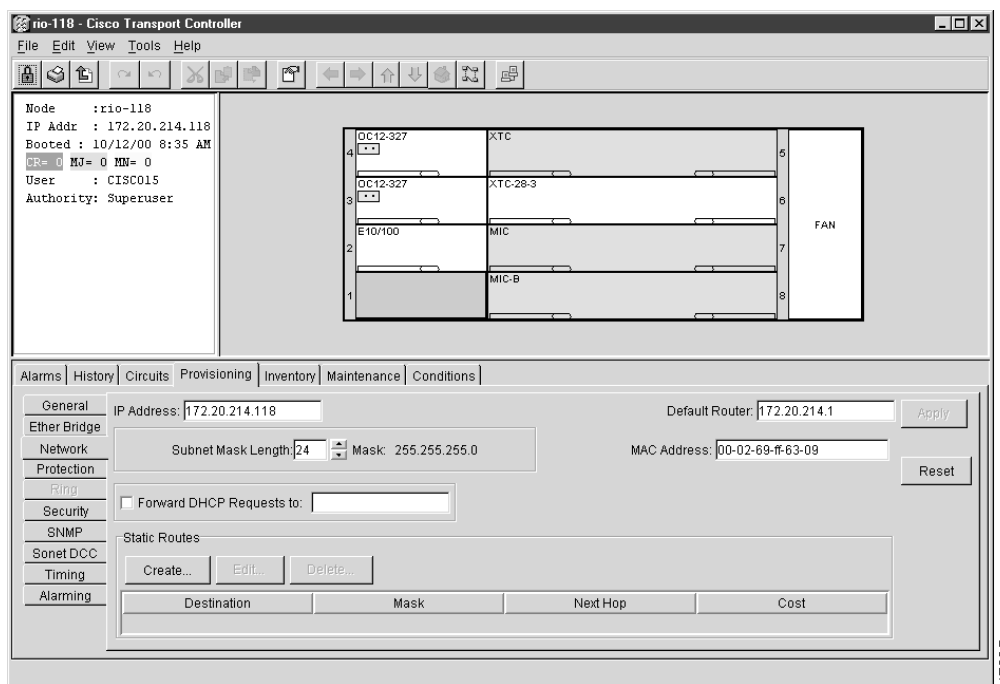 rio-118 - Cisco Transport Controller
File Edit View Tools Help
Node :rio-118
IP Addr : 172.20.214.118
Booted : 10/12/00 8:35 AM
CR= 0 MJ= 0 MN= 0
User : CISCO15
Authority: Superuser
OC12-327 XTC
4 5
OC12-327 XTC-28-3
3 6
E10/100 MIC
2 7
MIC-B
1 8
FAN
Alarms History Circuits Provisioning Inventory Maintenance Conditions
General
Ether Bridge
Network
Protection
Ring
Security
SNMP
Sonet DCC
Timing
Alarming
IP Address: 172.20.214.118
Default Router: 172.20.214.1
Apply
Subnet Mask Length: 24 Mask: 255.255.255.0
MAC Address: 00-02-69-ff-63-09
Reset
Forward DHCP Requests to:
Static Routes
Create... Edit... Delete...
Destination Mask Next Hop Cost